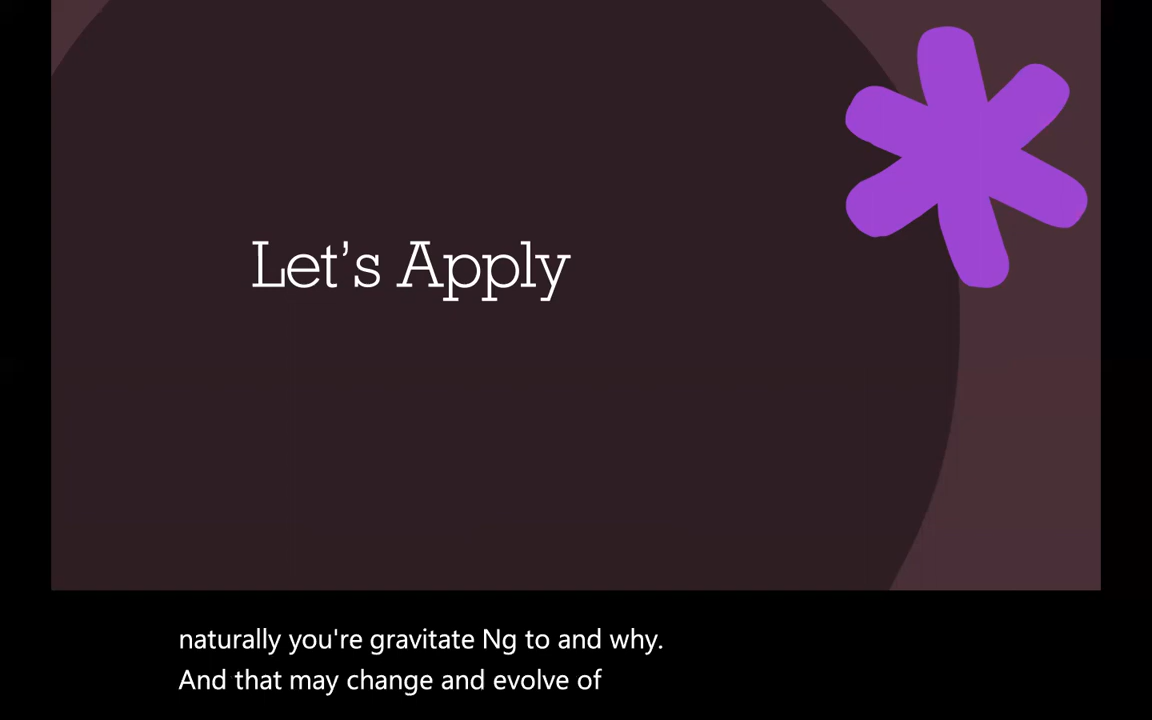 Let’s Apply
naturally you're gravitate Ng to and why.
And that may change and evolve of